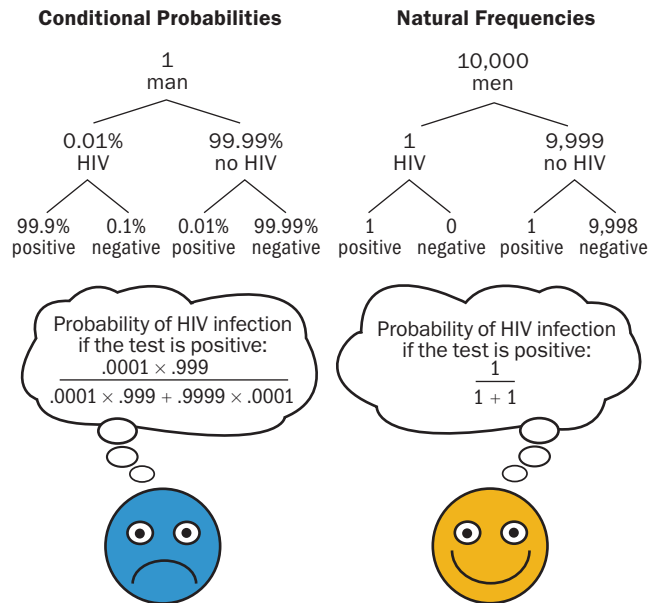 Conditional Probabilities
1
man
0.01%
HIV
99.99%
no HIV
99.9%
positive
0.1%
negative
0.01%
positive
99.99%
negative
Probability of HIV infection
if the test is positive:
.0001 × .999
.0001 × .999 + .9999 × .0001
Natural Frequencies
10,000
men
1
HIV
9,999
no HIV
1
positive
0
negative
1
positive
9,998
negative
Probability of HIV infection
if the test is positive:
1
1 + 1